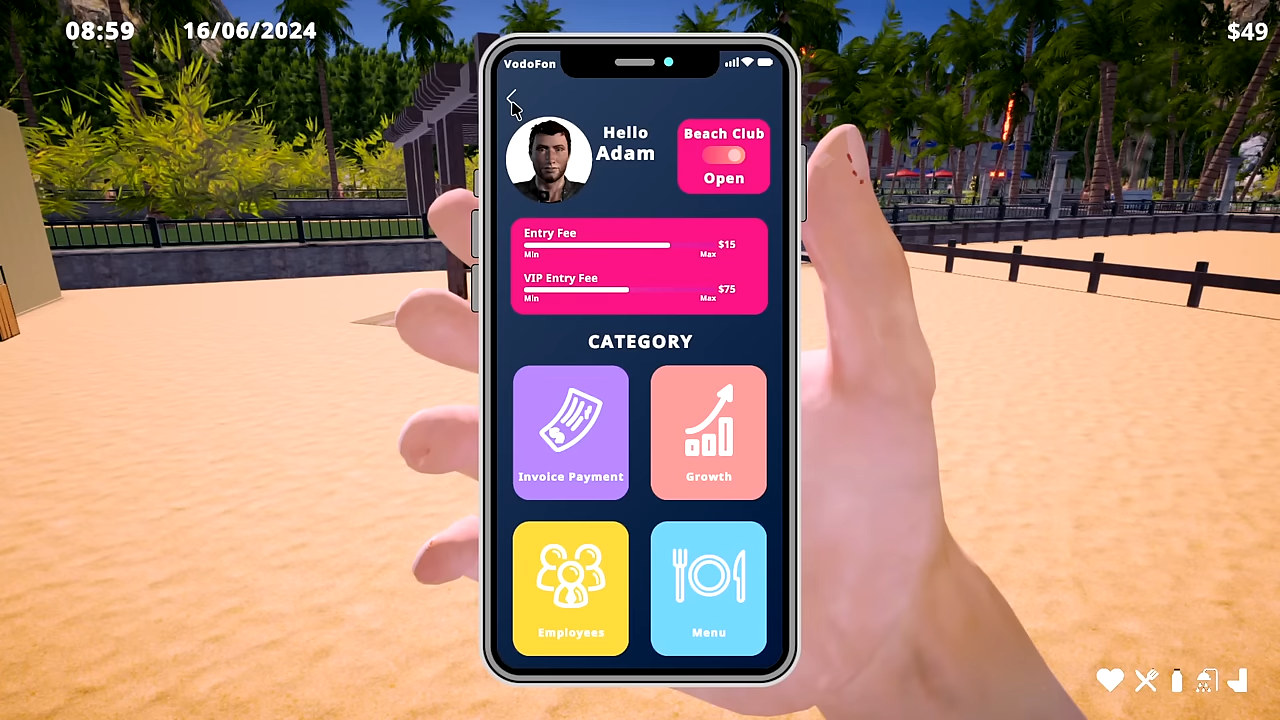 08:59
16/06/2024
$49
VodoFon
Hello
Adam
Beach Club
Open
Entry Fee
$15
Min
Max
VIP Entry Fee
$75
Min
Max
CATEGORY
Invoice Payment
Growth
Employees
Menu